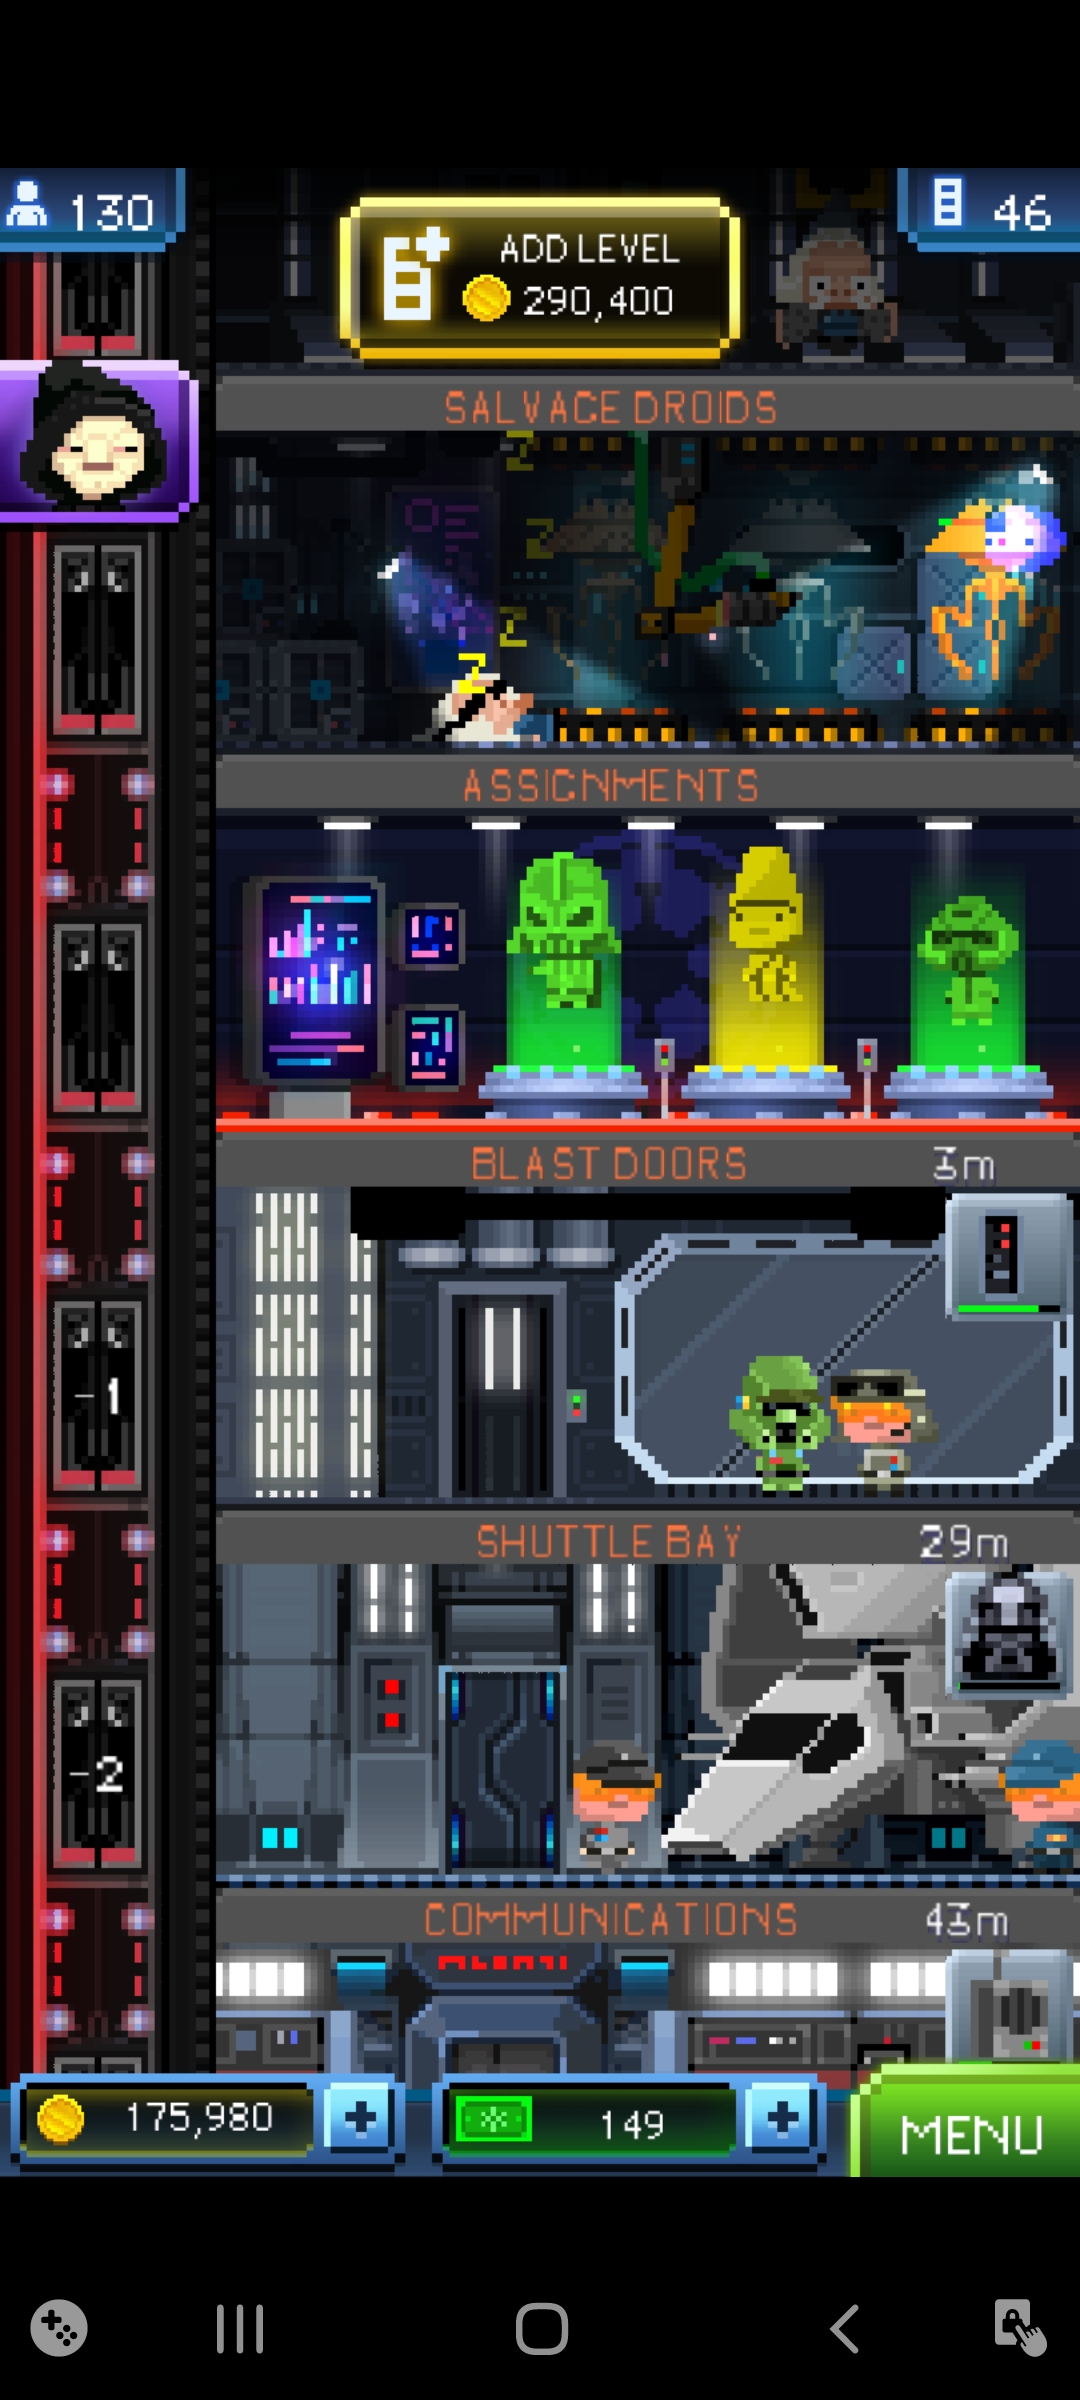 130
46
ADD LEVEL
290,400
SALVAGE DROIDS
Z
Z
Z
Z
ASSIGNMENTS
BLAST DOORS 3m
-1
SHUTTLE BAY 29m
-2
COMMUNICATIONS 43m
175,980
149
MENU